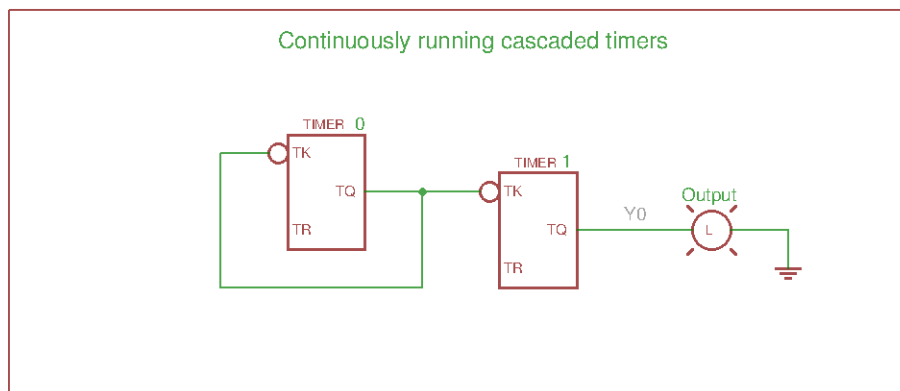 Continuously running cascaded timers
TIMER 0
TK
TQ
TR
TIMER 1
TK
TQ
TR
Y0
Output
L